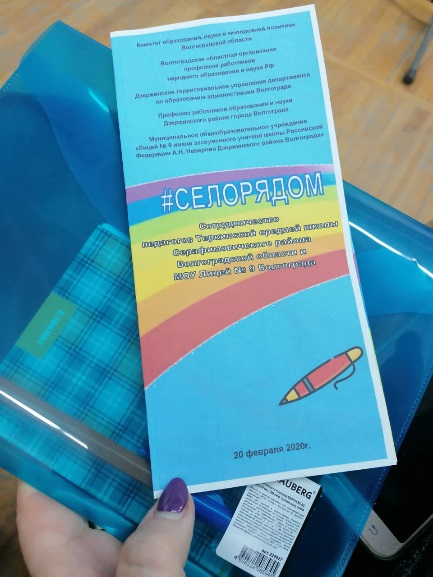 Комитет образования, науки и молодежной политики
Волгоградской области
Волгоградская областная организация
профсоюза работников
народного образования и науки РФ
Дзержинское территориальное управление департамента
по образованию администрации Волгограда
Профсоюз работников образования и науки
Дзержинского района города Волгограда
Муниципальное общеобразовательное учреждение
«Лицей № 9 имени заслуженного учителя школы Российской
Федерации А.Н. Неверова Дзержинского района Волгограда»
#СЕЛОРЯДОМ
Сотрудничество
педагогов Теркинской средней школы
Серафимовичского района
Волгоградской области и
МОУ Лицей № 9 Волгограда
20 февраля 2020г.
AUBERG